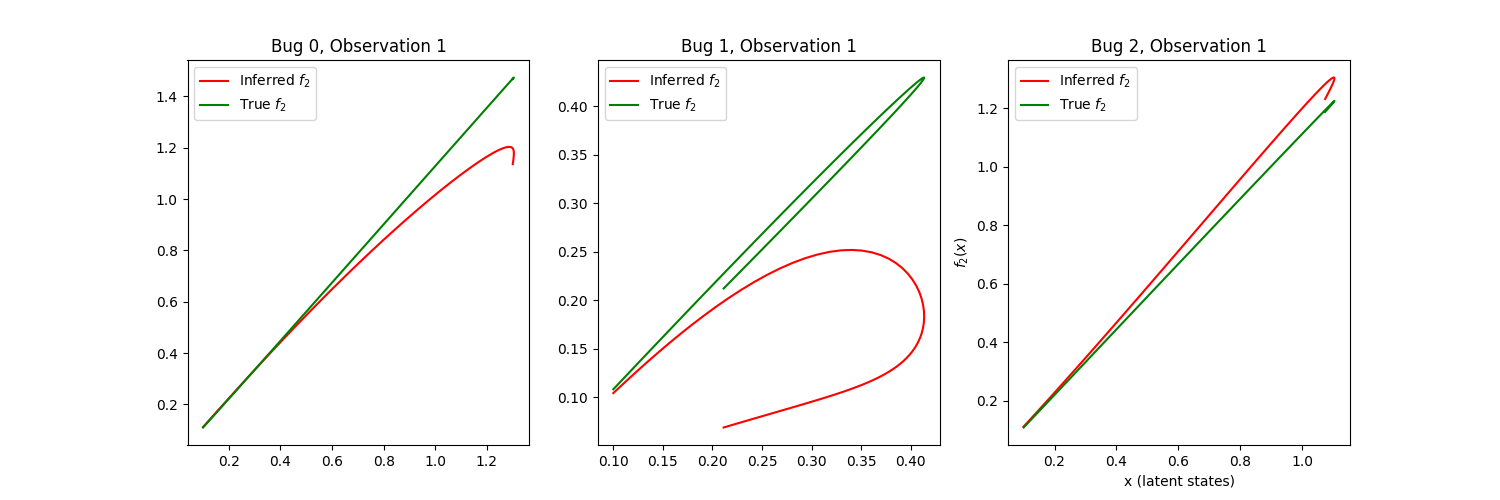 Bug 0, Observation 1
Inferred f₂
True f₂
1.4
1.2
1.0
0.8
0.6
0.4
0.2
0.2 0.4 0.6 0.8 1.0 1.2
Bug 1, Observation 1
Inferred f₂
True f₂
0.40
0.35
0.30
0.25
0.20
0.15
0.10
0.10 0.15 0.20 0.25 0.30 0.35 0.40
Bug 2, Observation 1
Inferred f₂
True f₂
f₂(x)
1.2
1.0
0.8
0.6
0.4
0.2
0.2 0.4 0.6 0.8 1.0
x (latent states)